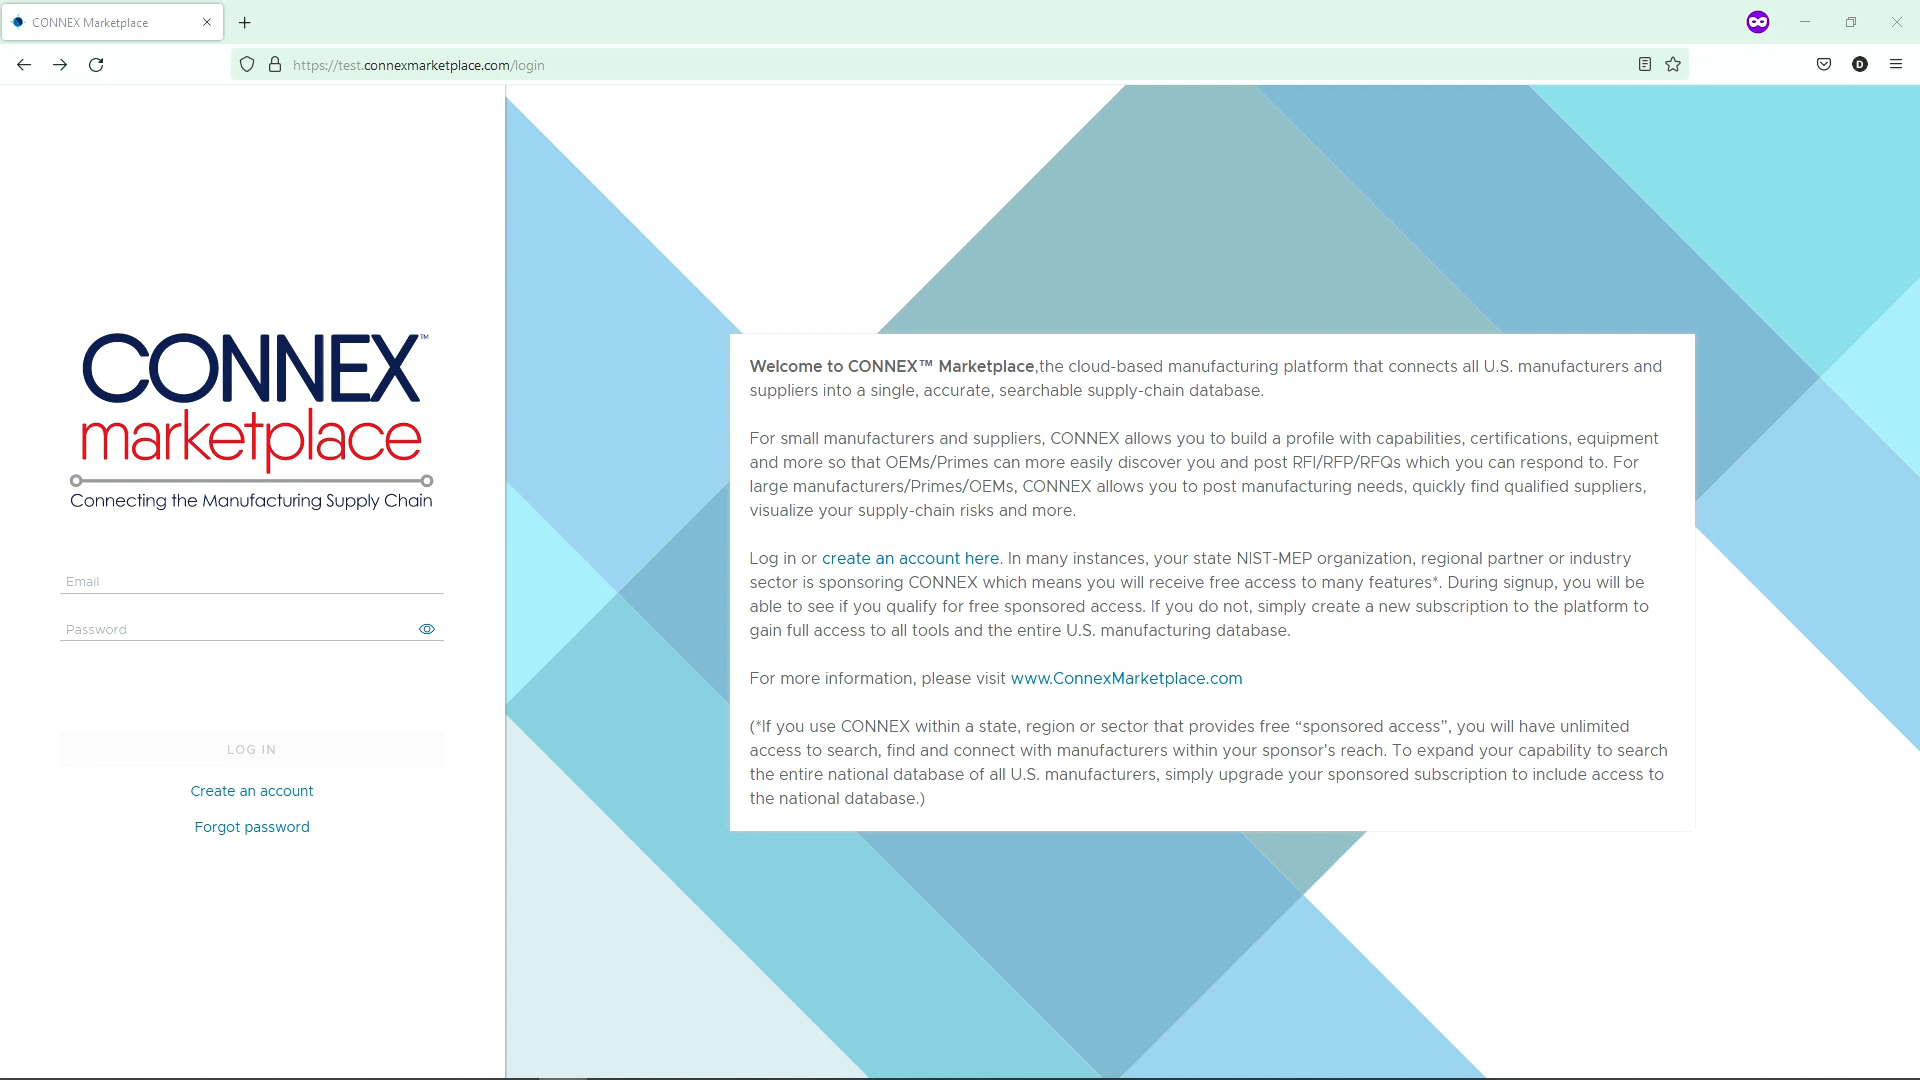 CONNEX Marketplace
https://test.connexmarketplace.com/login
D
CONNEX™
marketplace
Connecting the Manufacturing Supply Chain
Email
Password
LOG IN
Create an account
Forgot password
Welcome to CONNEX™ Marketplace,the cloud-based manufacturing platform that connects all U.S. manufacturers and
suppliers into a single, accurate, searchable supply-chain database.
For small manufacturers and suppliers, CONNEX allows you to build a profile with capabilities, certifications, equipment
and more so that OEMs/Primes can more easily discover you and post RFI/RFP/RFQs which you can respond to. For
large manufacturers/Primes/OEMs, CONNEX allows you to post manufacturing needs, quickly find qualified suppliers,
visualize your supply-chain risks and more.
Log in or create an account here. In many instances, your state NIST-MEP organization, regional partner or industry
sector is sponsoring CONNEX which means you will receive free access to many features*. During signup, you will be
able to see if you qualify for free sponsored access. If you do not, simply create a new subscription to the platform to
gain full access to all tools and the entire U.S. manufacturing database.
For more information, please visit www.ConnexMarketplace.com
(*If you use CONNEX within a state, region or sector that provides free “sponsored access”, you will have unlimited
access to search, find and connect with manufacturers within your sponsor's reach. To expand your capability to search
the entire national database of all U.S. manufacturers, simply upgrade your sponsored subscription to include access to
the national database.)